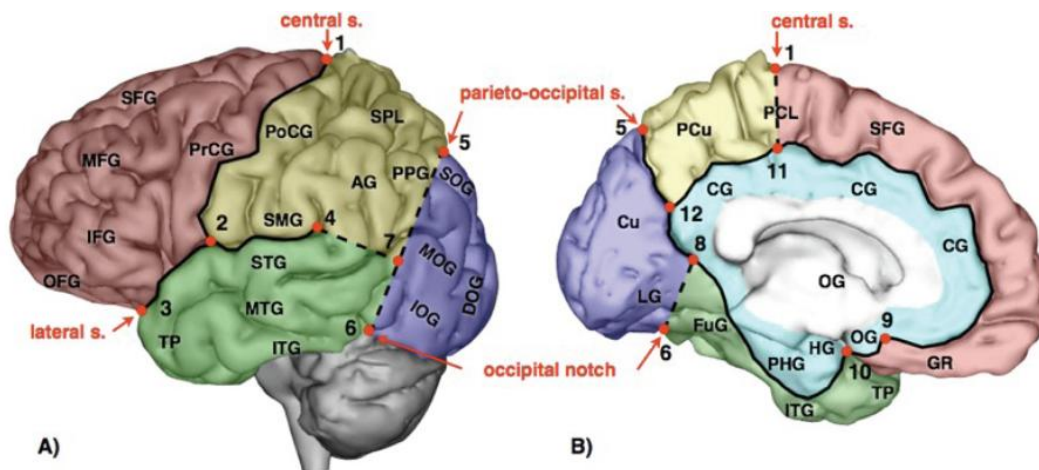 central s.
1
SFG
MFG
PrCG
PoCG
SPL
IFG
OFG
AG
PPG
SMG
2
4
5
7
SOG
MOG
IOG
DOG
STG
MTG
ITG
TP
3
6
lateral s.
parieto-occipital s.
occipital notch
A)
central s.
1
PCL
SFG
PCu
5
11
CG
CG
CG
12
Cu
8
OG
LG
FuG
6
9
HG
OG
PHG
10
GR
TP
ITG
B)